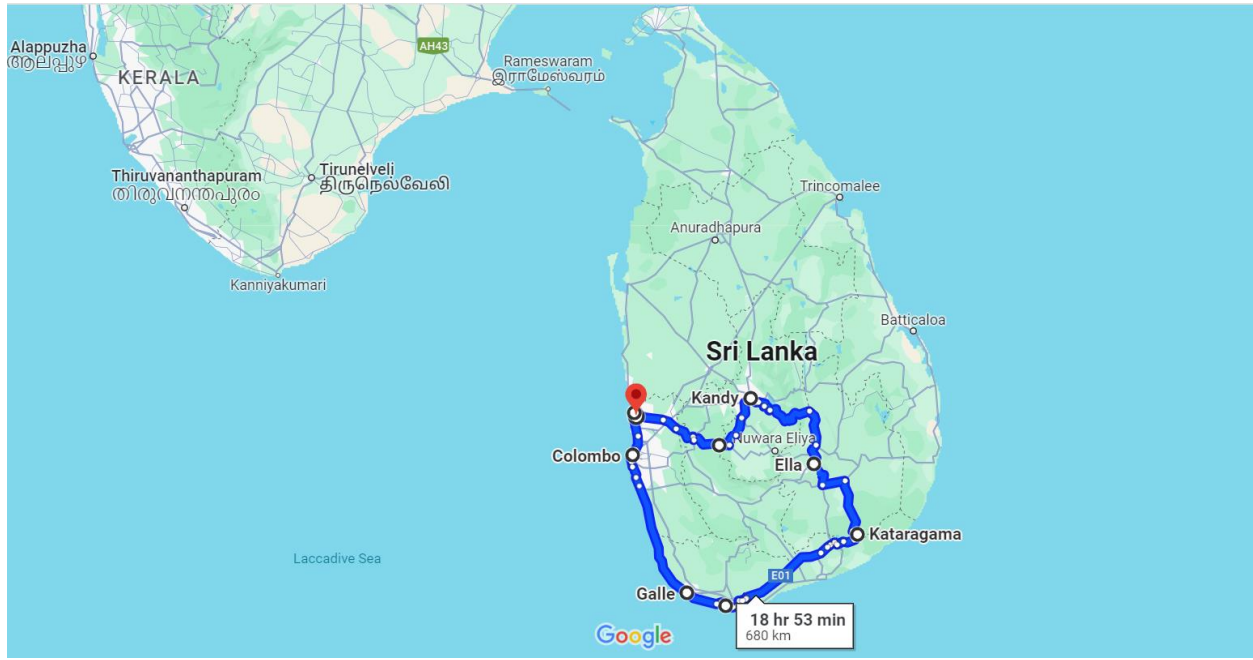 Alappuzha
ആലപ്പുഴ
KERALA
AH43
Rameswaram
இராமேஸ்வரம்
Thiruvananthapuram
തിരുവനന്തപുരം
Tirunelveli
திருநெல்வேலி
Kanniyakumari
Trincomalee
Anuradhapura
Batticaloa
Sri Lanka
Kandy
Nuwara Eliya
Colombo
Ella
Kataragama
Laccadive Sea
E01
Galle
18 hr 53 min
680 km
Google